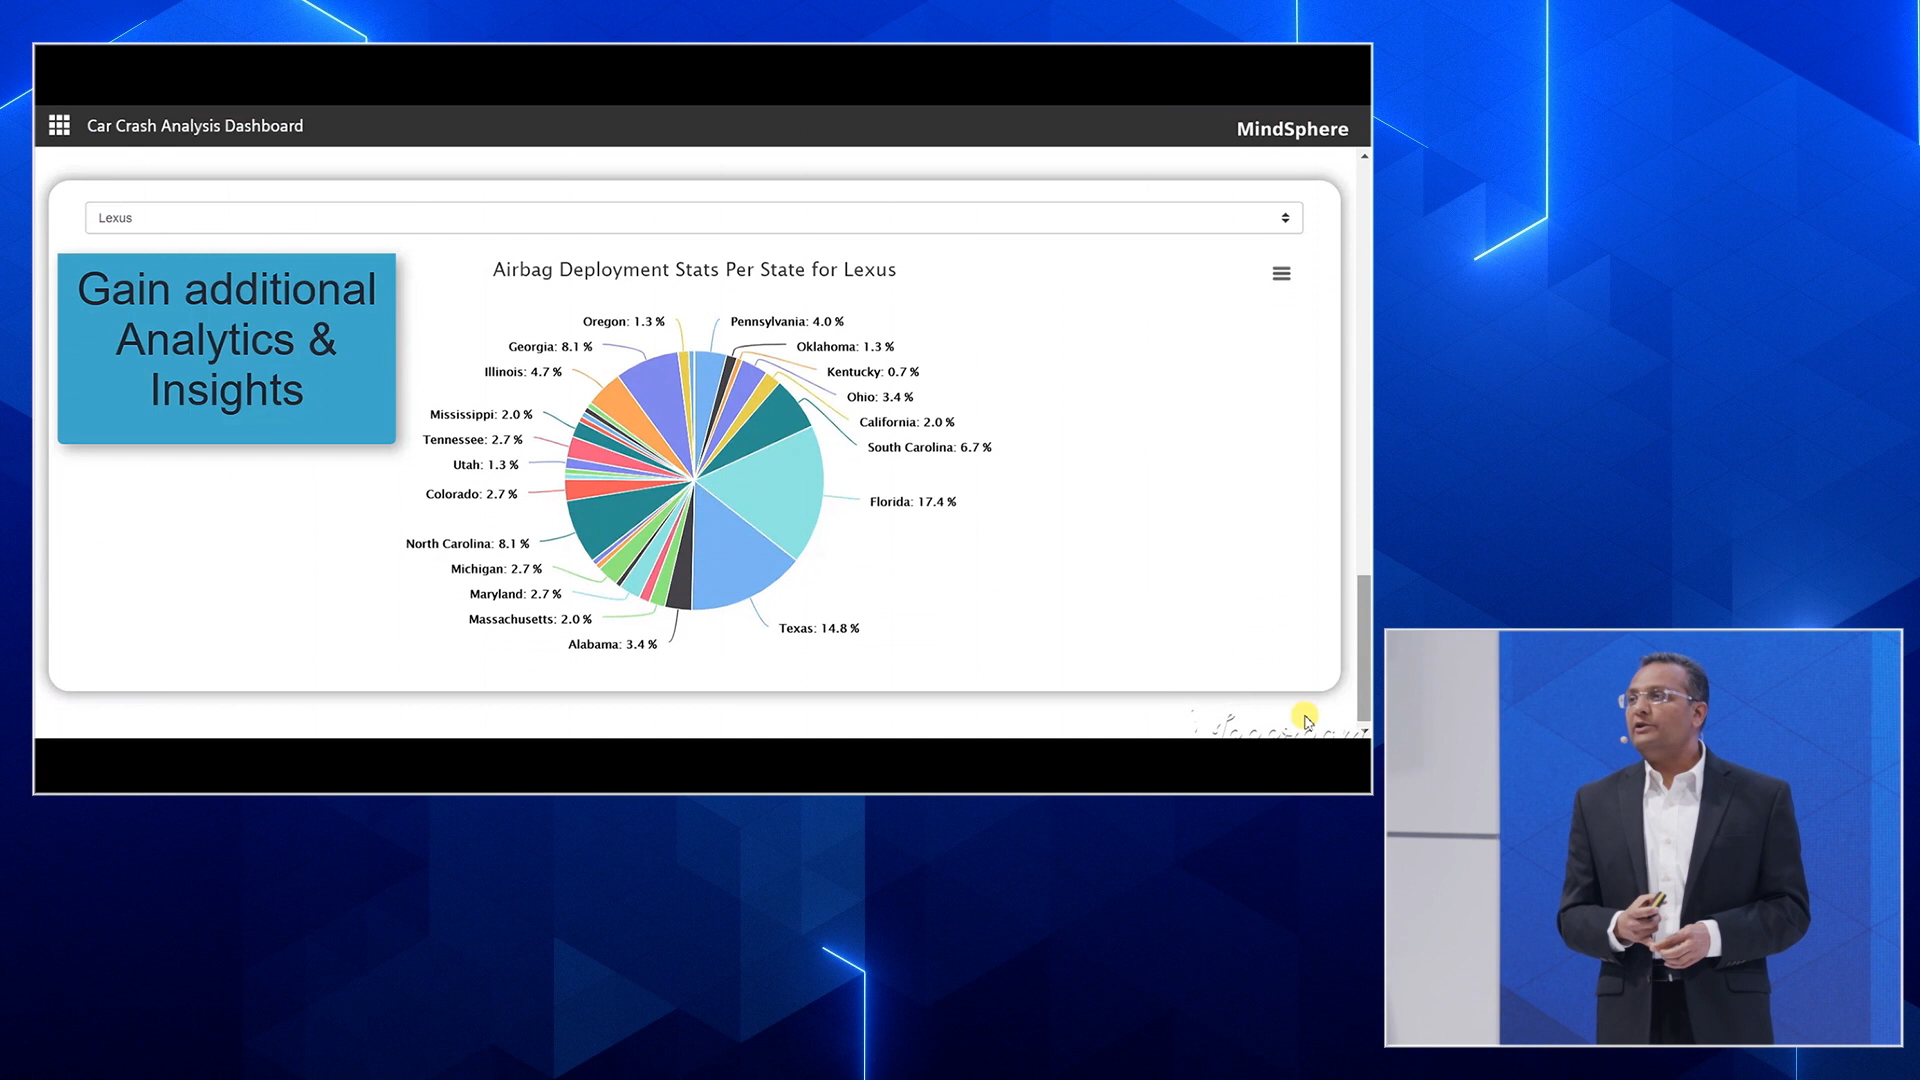 Car Crash Analysis Dashboard
MindSphere
Lexus
Gain additional
Analytics &
Insights
Airbag Deployment Stats Per State for Lexus
Oregon: 1.3 %
Pennsylvania: 4.0 %
Georgia: 8.1 %
Oklahoma: 1.3 %
Illinois: 4.7 %
Kentucky: 0.7 %
Ohio: 3.4 %
Mississippi: 2.0 %
California: 2.0 %
Tennessee: 2.7 %
South Carolina: 6.7 %
Utah: 1.3 %
Colorado: 2.7 %
Florida: 17.4 %
North Carolina: 8.1 %
Michigan: 2.7 %
Maryland: 2.7 %
Massachusetts: 2.0 %
Texas: 14.8 %
Alabama: 3.4 %